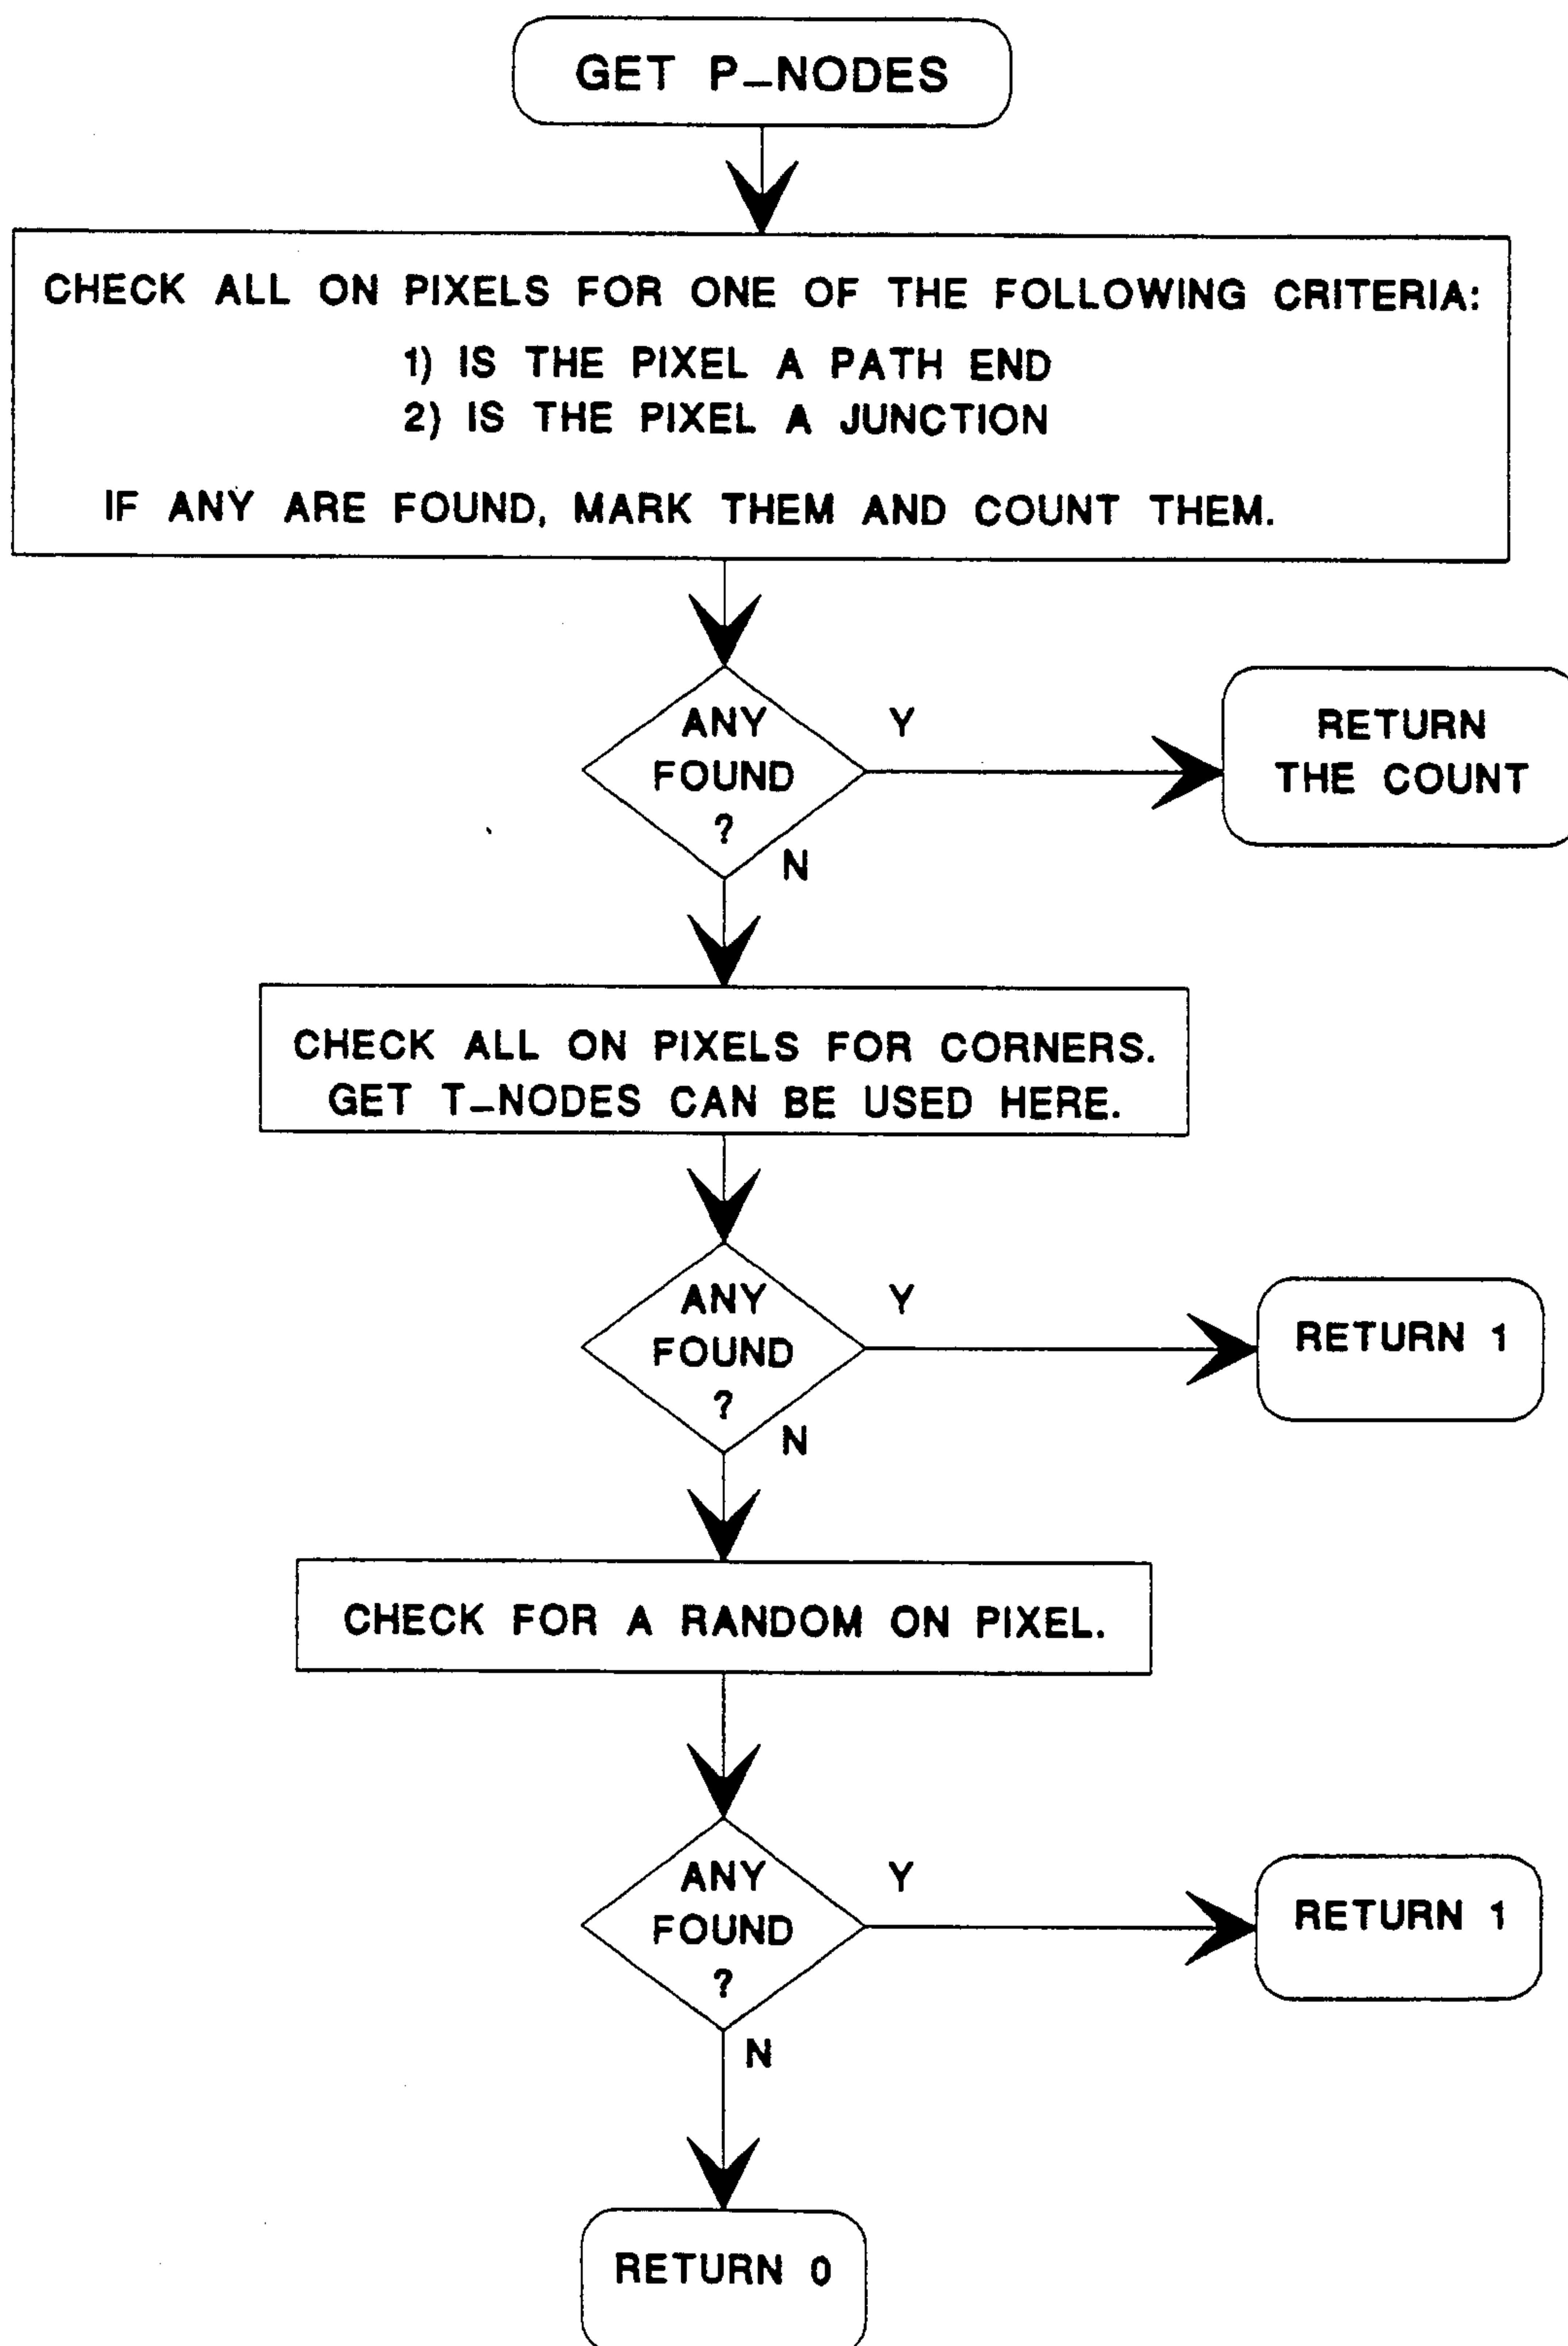 GET P_NODES
CHECK ALL ON PIXELS FOR ONE OF THE FOLLOWING CRITERIA:
1) IS THE PIXEL A PATH END
2) IS THE PIXEL A JUNCTION
IF ANY ARE FOUND, MARK THEM AND COUNT THEM.
ANY
FOUND
?
Y
RETURN
THE COUNT
N
CHECK ALL ON PIXELS FOR CORNERS.
GET T_NODES CAN BE USED HERE.
ANY
FOUND
?
Y
RETURN 1
N
CHECK FOR A RANDOM ON PIXEL.
ANY
FOUND
?
Y
RETURN 1
N
RETURN 0